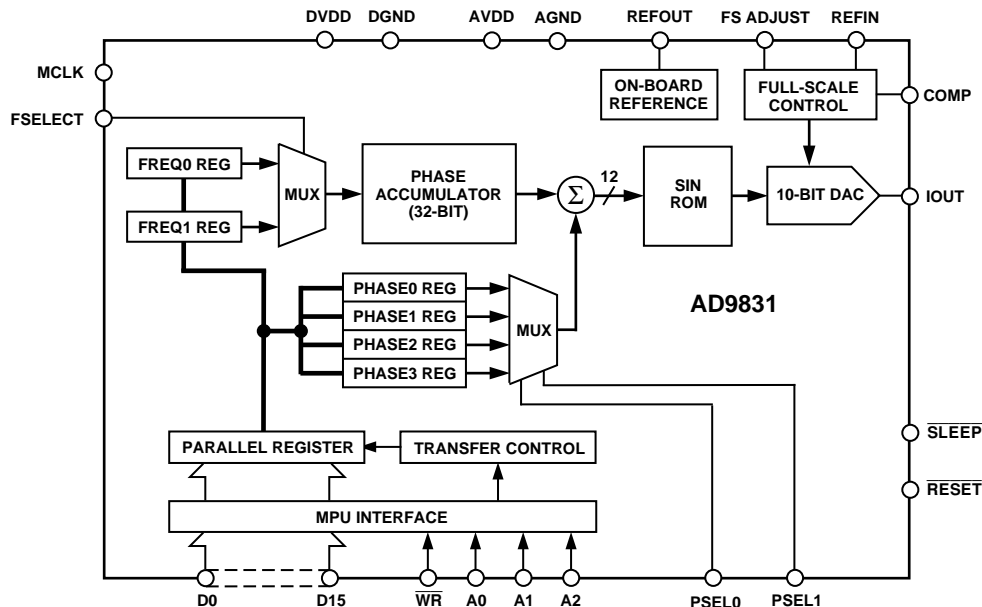 DVDD DGND AVDD AGND REFOUT FS ADJUST REFIN
MCLK
FSELECT
ON-BOARD
REFERENCE
FULL-SCALE
CONTROL
COMP
FREQ0 REG
FREQ1 REG
MUX
PHASE
ACCUMULATOR
(32-BIT)
Σ
12
SIN
ROM
10-BIT DAC
IOUT
PHASE0 REG
PHASE1 REG
PHASE2 REG
PHASE3 REG
MUX
AD9831
PARALLEL REGISTER
TRANSFER CONTROL
SLEEP
RESET
MPU INTERFACE
D0 D15 WR A0 A1 A2 PSEL0 PSEL1